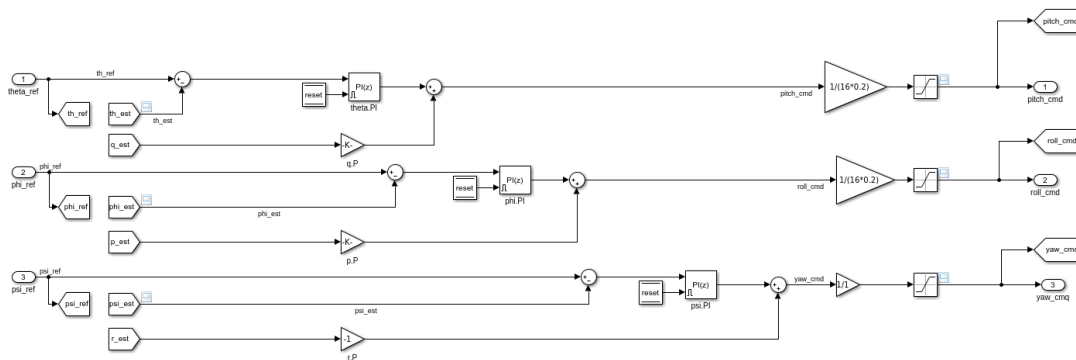 pitch_cmd
1
theta_ref
th_ref
th_ref
th_est
th_est
reset
PI(z)
theta.PI
pitch_cmd
1/(16*0.2)
1
pitch_cmd
q_est
-K-
q.P
roll_cmd
2
phi_ref
phi_ref
phi_ref
phi_est
phi_est
reset
PI(z)
phi.PI
roll_cmd
1/(16*0.2)
2
roll_cmd
p_est
-K-
p.P
yaw_cmd
3
psi_ref
psi_ref
psi_ref
psi_est
psi_est
reset
PI(z)
psi.PI
yaw_cmd
1/1
3
yaw_cmq
r_est
-1
r.P